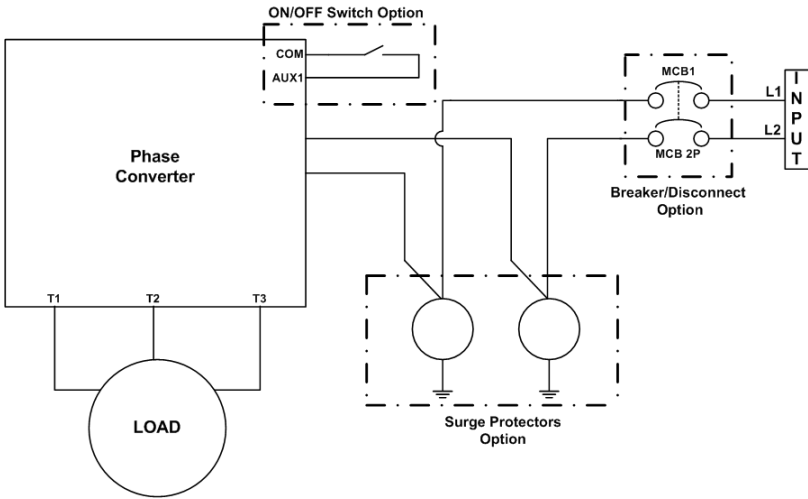 ON/OFF Switch Option
COM
AUX1
MCB1
L1
L2
INPUT
MCB 2P
Breaker/Disconnect
Option
Phase
Converter
T1 T2 T3
LOAD
Surge Protectors
Option